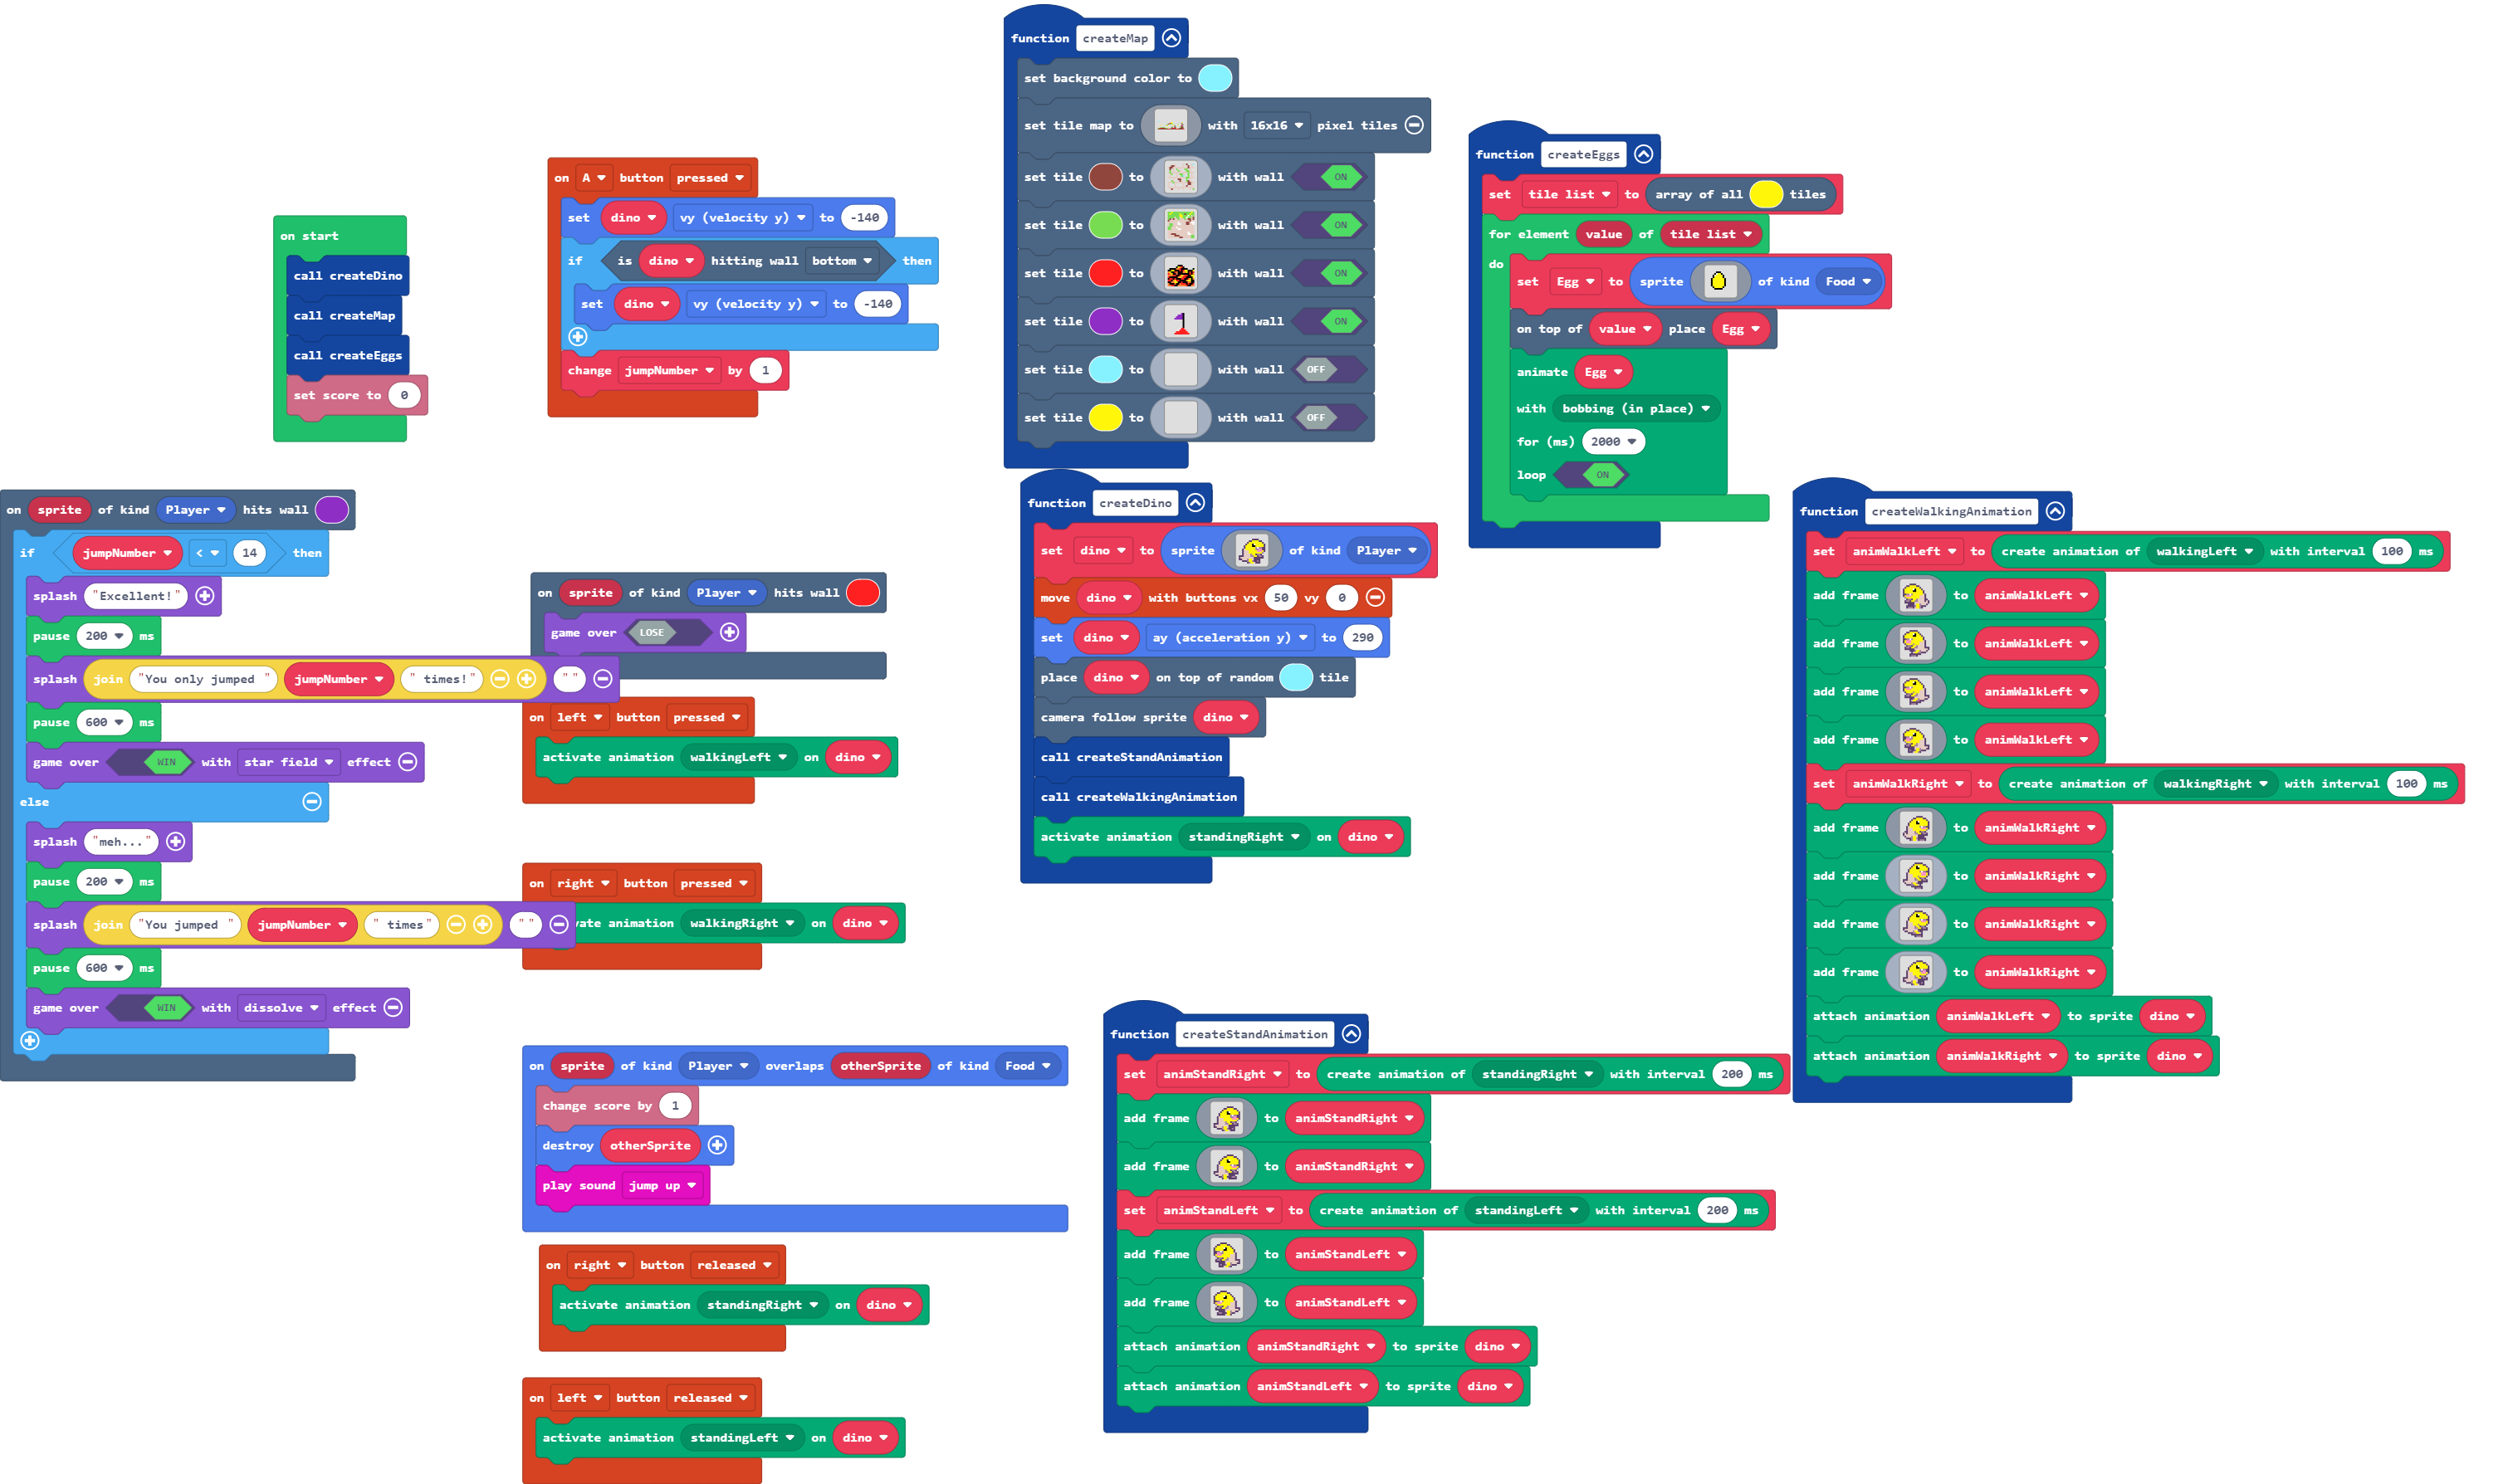 on start
call createDino
call createMap
call createEggs
set score to 0
on A button pressed
set dino vy (velocity y) to -140
if is dino hitting wall bottom then
set dino vy (velocity y) to -140
change jumpNumber by 1
function createMap
set background color to
set tile map to with 16x16 pixel tiles
set tile to with wall ON
set tile to with wall ON
set tile to with wall ON
set tile to with wall ON
set tile to with wall OFF
set tile to with wall OFF
function createEggs
set tile list to array of all tiles
for element value of tile list
do
set Egg to sprite of kind Food
on top of value place Egg
animate Egg
with bobbing (in place)
for (ms) 2000
loop ON
on sprite of kind Player hits wall
if jumpNumber < 14 then
splash "Excellent!"
pause 200 ms
splash join "You only jumped " jumpNumber " times!" " "
pause 600 ms
game over WIN with star field effect
else
splash "meh..."
pause 200 ms
splash join "You jumped " jumpNumber " times" " "
pause 600 ms
game over WIN with dissolve effect
on sprite of kind Player hits wall
game over LOSE
on left button pressed
activate animation walkingLeft on dino
on right button pressed
vate animation walkingRight on dino
on sprite of kind Player overlaps otherSprite of kind Food
change score by 1
destroy otherSprite
play sound jump up
on right button released
activate animation standingRight on dino
on left button released
activate animation standingLeft on dino
function createDino
set dino to sprite of kind Player
move dino with buttons vx 50 vy 0
set dino ay (acceleration y) to 290
place dino on top of random tile
camera follow sprite dino
call createStandAnimation
call createWalkingAnimation
activate animation standingRight on dino
function createStandAnimation
set animStandRight to create animation of standingRight with interval 200 ms
add frame to animStandRight
add frame to animStandRight
set animStandLeft to create animation of standingLeft with interval 200 ms
add frame to animStandLeft
add frame to animStandLeft
attach animation animStandRight to sprite dino
attach animation animStandLeft to sprite dino
function createWalkingAnimation
set animWalkLeft to create animation of walkingLeft with interval 100 ms
add frame to animWalkLeft
add frame to animWalkLeft
add frame to animWalkLeft
add frame to animWalkLeft
set animWalkRight to create animation of walkingRight with interval 100 ms
add frame to animWalkRight
add frame to animWalkRight
add frame to animWalkRight
add frame to animWalkRight
attach animation animWalkLeft to sprite dino
attach animation animWalkRight to sprite dino